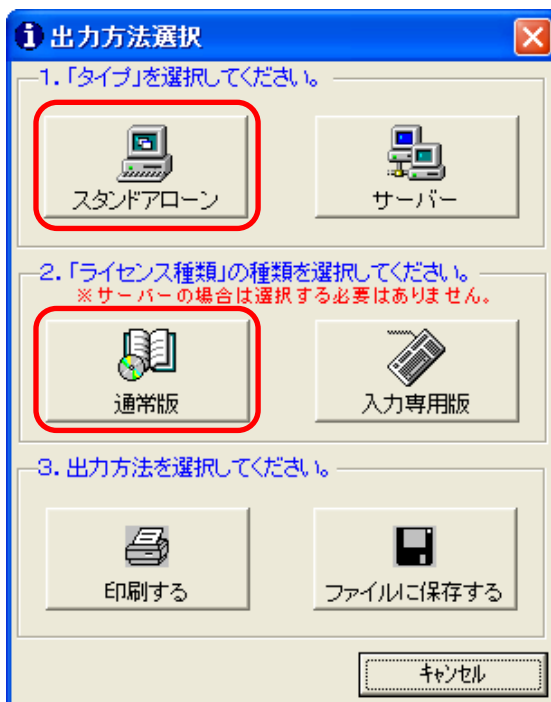 出力方法選択
1.「タイプ」を選択してください。
スタンドアローン
サーバー
2.「ライセンス種類」の種類を選択してください。
※サーバーの場合は選択する必要はありません。
通常版
入力専用版
3.出力方法を選択してください。
印刷する
ファイルに保存する
キャンセル